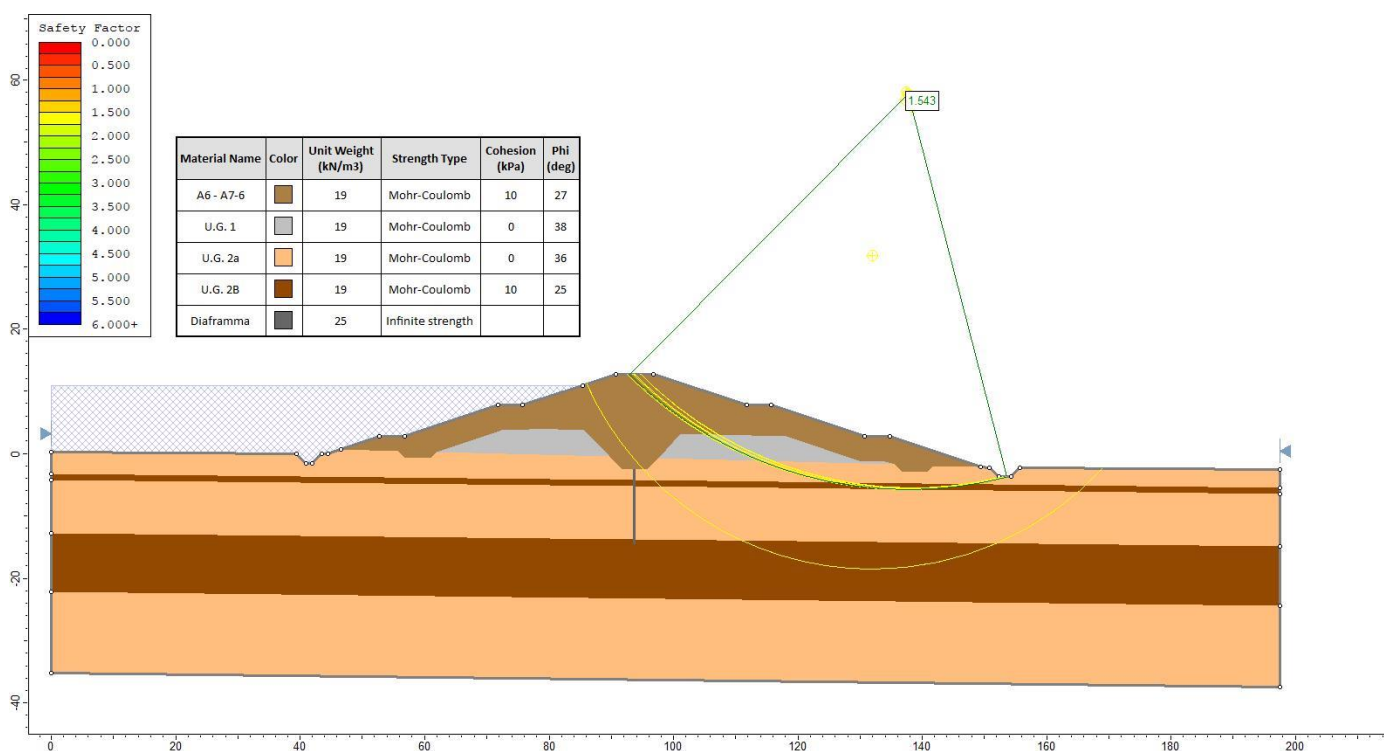 Safety Factor
0.000
0.500
1.000
1.500
2.000
2.500
3.000
3.500
4.000
4.500
5.000
5.500
6.000+
Material Name Color Unit Weight (kN/m3) Strength Type Cohesion (kPa) Phi (deg)
A6 - A7-6 19 Mohr-Coulomb 10 27
U.G. 1 19 Mohr-Coulomb 0 38
U.G. 2a 19 Mohr-Coulomb 0 36
U.G. 2B 19 Mohr-Coulomb 10 25
Diaframma 25 Infinite strength
1.543
60
40
20
0
-20
-40
0 20 40 60 80 100 120 140 160 180 200